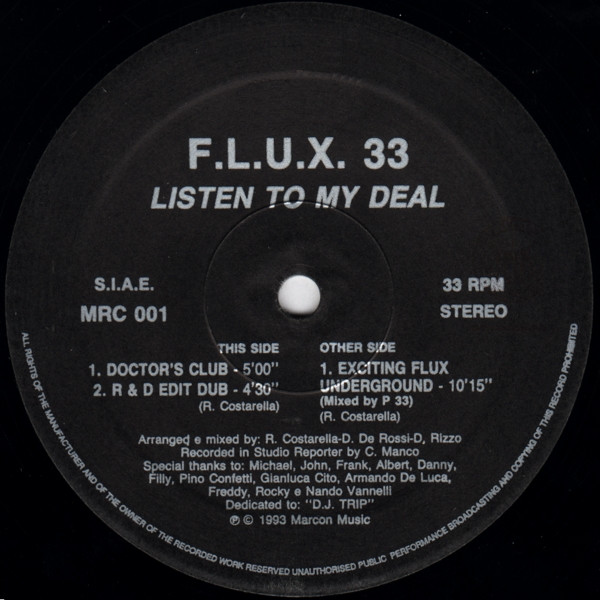 F.L.U.X. 33
LISTEN TO MY DEAL
S.I.A.E.
MRC 001
33 RPM
STEREO
THIS SIDE
1. DOCTOR'S CLUB - 5'00"
2. R & D EDIT DUB - 4'30"
(R. Costarella)
OTHER SIDE
1. EXCITING FLUX
UNDERGROUND - 10'15"
(Mixed by P 33)
(R. Costarella)
Arranged e mixed by: R. Costarella-D. De Rossi-D, Rizzo
Recorded in Studio Reporter by C. Manco
Special thanks to: Michael, John, Frank, Albert, Danny,
Filly, Pino Confetti, Gianluca Cito, Armando De Luca,
Freddy, Rocky e Nando Vannelli
Dedicated to: "D.J. TRIP"
℗ © 1993 Marcon Music
ALL RIGHTS OF THE MANUFACTURER AND OF THE OWNER OF THE RECORDED WORK RESERVED UNAUTHORISED PUBLIC PERFORMANCE BROADCASTING AND COPYING OF THIS RECORD PROHIBITED